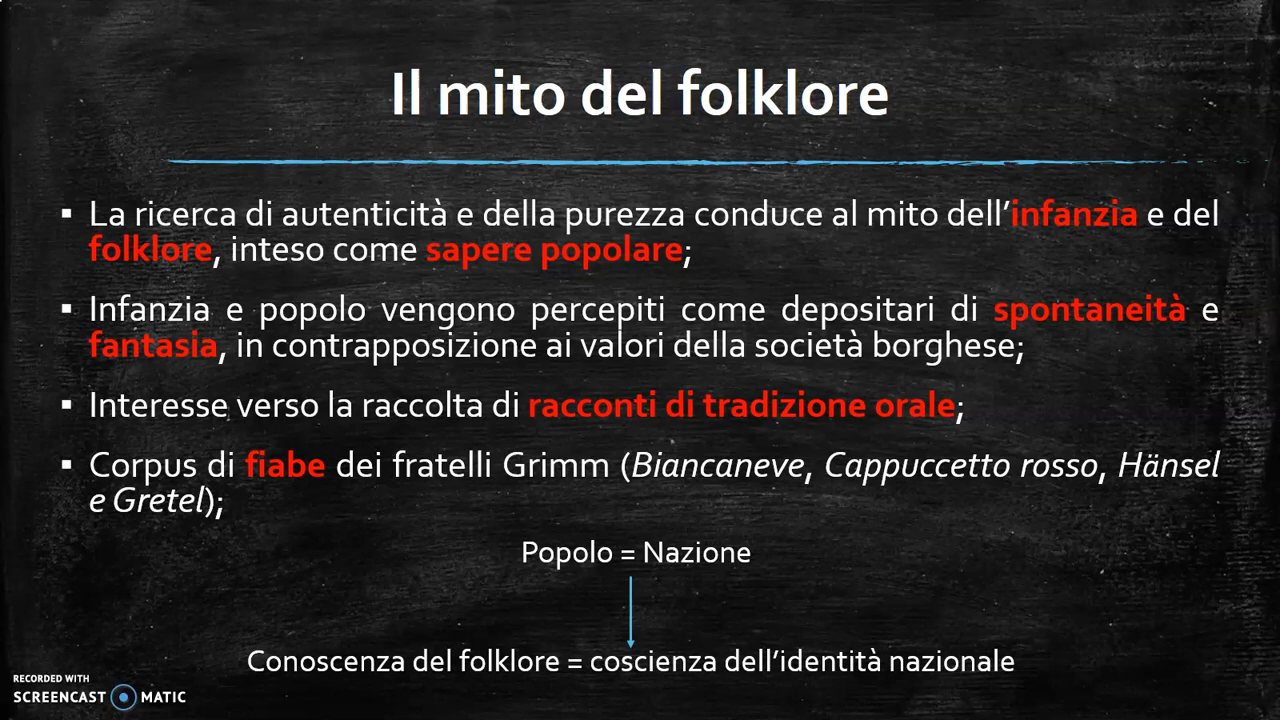 Il mito del folklore
▪ La ricerca di autenticità e della purezza conduce al mito dell’infanzia e del
folklore, inteso come sapere popolare;
▪ Infanzia e popolo vengono percepiti come depositari di spontaneità e
fantasia, in contrapposizione ai valori della società borghese;
▪ Interesse verso la raccolta di racconti di tradizione orale;
▪ Corpus di fiabe dei fratelli Grimm (Biancaneve, Cappuccetto rosso, Hänsel
e Gretel);
Popolo = Nazione
Conoscenza del folklore = coscienza dell’identità nazionale
RECORDED WITH
SCREENCAST MATIC